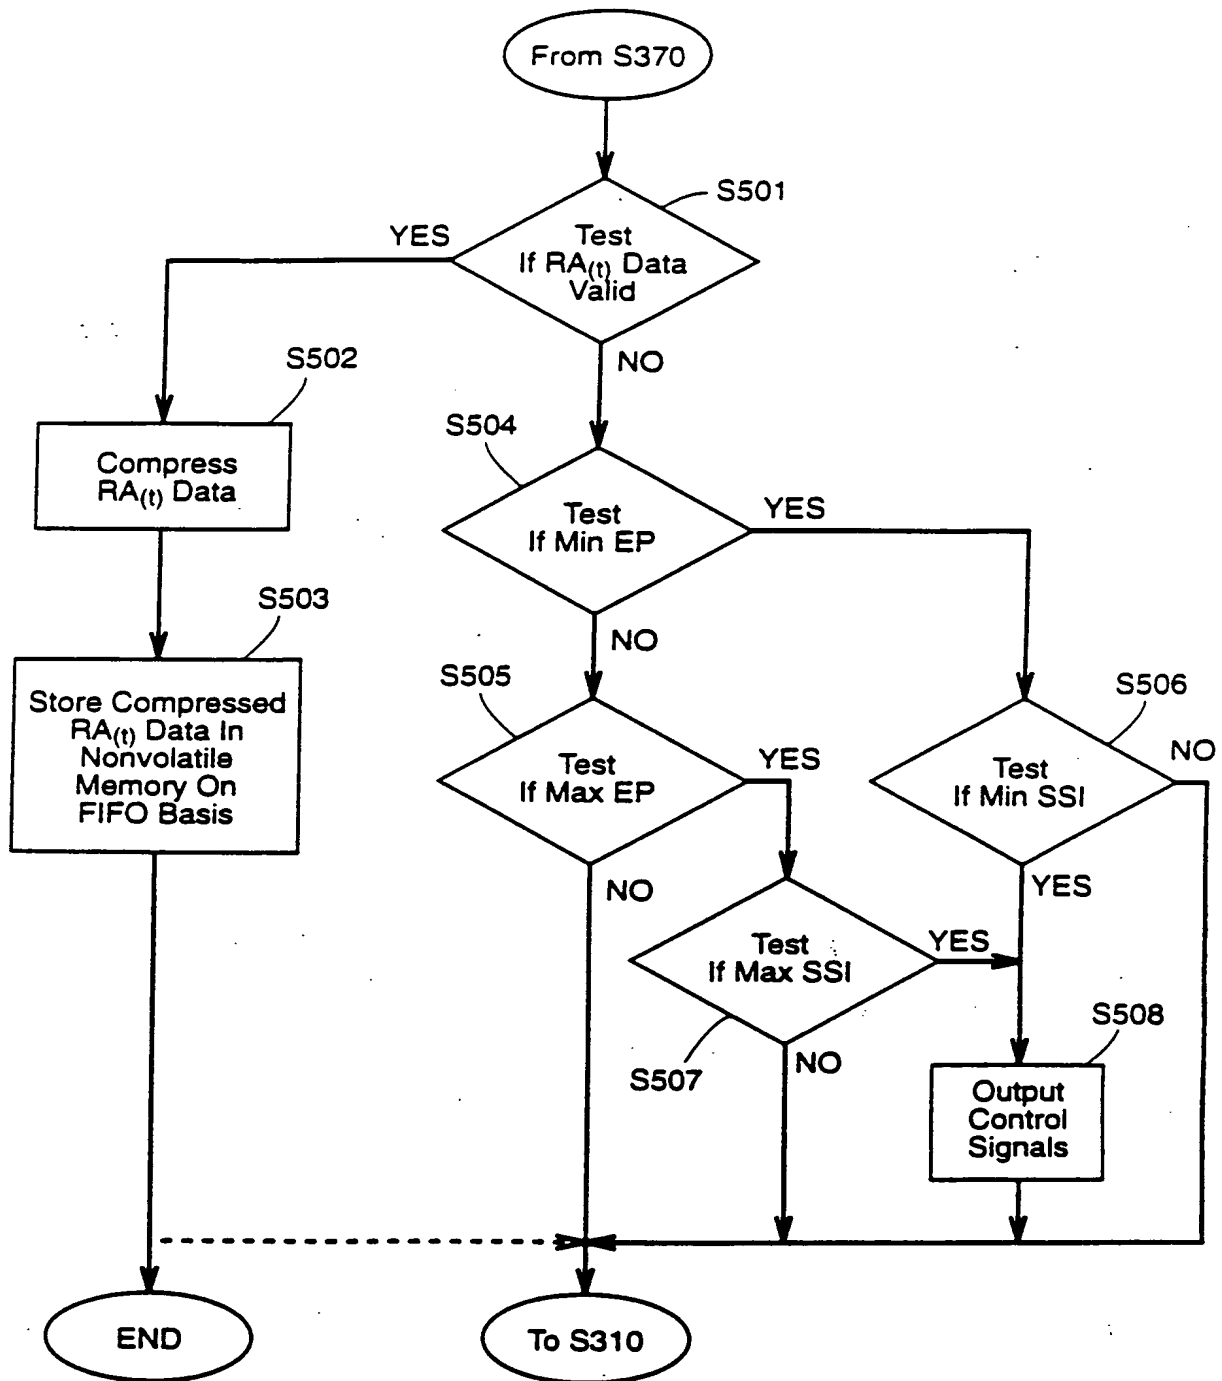 From S370
S501
YES
Test
If RA(t) Data
Valid
NO
S502
Compress
RA(t) Data
S504
Test
If Min EP
YES
NO
S503
Store Compressed
RA(t) Data In
Nonvolatile
Memory On
FIFO Basis
S505
Test
If Max EP
YES
NO
S506
Test
If Min SSI
NO
YES
Test
If Max SSI
YES
S507
NO
S508
Output
Control
Signals
END
To S310